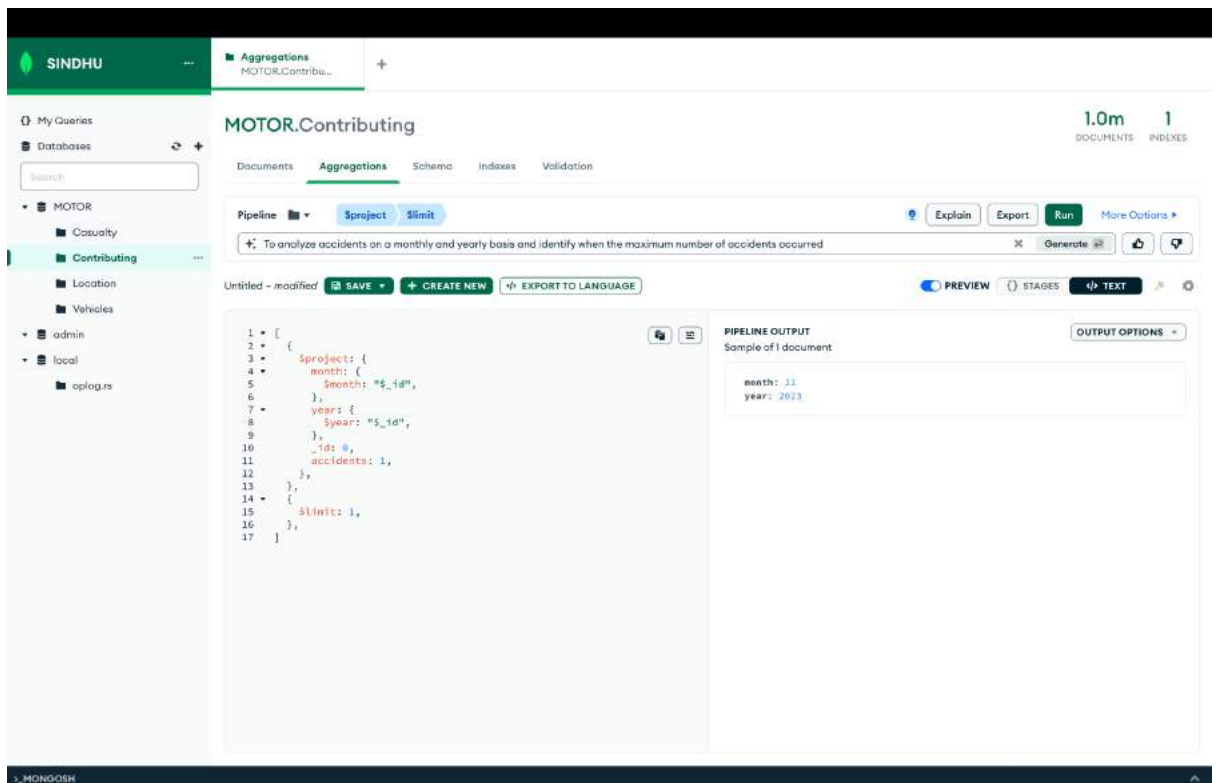 SINDHU
Aggregations
MOTOR.Contribu...
My Queries
Databases
Search
MOTOR
Casualty
Contributing
Location
Vehicles
admin
local
oplog.rs
MOTOR.Contributing
1.0m
DOCUMENTS
1
INDEXES
Documents Aggregations Schema Indexes Validation
Pipeline $project $limit Explain Export Run More Options
To analyze accidents on a monthly and yearly basis and identify when the maximum number of accidents occurred Generate
Untitled – modified SAVE + CREATE NEW </> EXPORT TO LANGUAGE PREVIEW {} STAGES </> TEXT
1 [
2 {
3 $project: {
4 month: {
5 $month: "$_id",
6 },
7 year: {
8 $year: "$_id",
9 },
10 _id: 0,
11 accidents: 1,
12 },
13 },
14 {
15 $limit: 1,
16 },
17 ]
PIPELINE OUTPUT
Sample of 1 document
OUTPUT OPTIONS
month: 11
year: 2023
>_MONGOSH